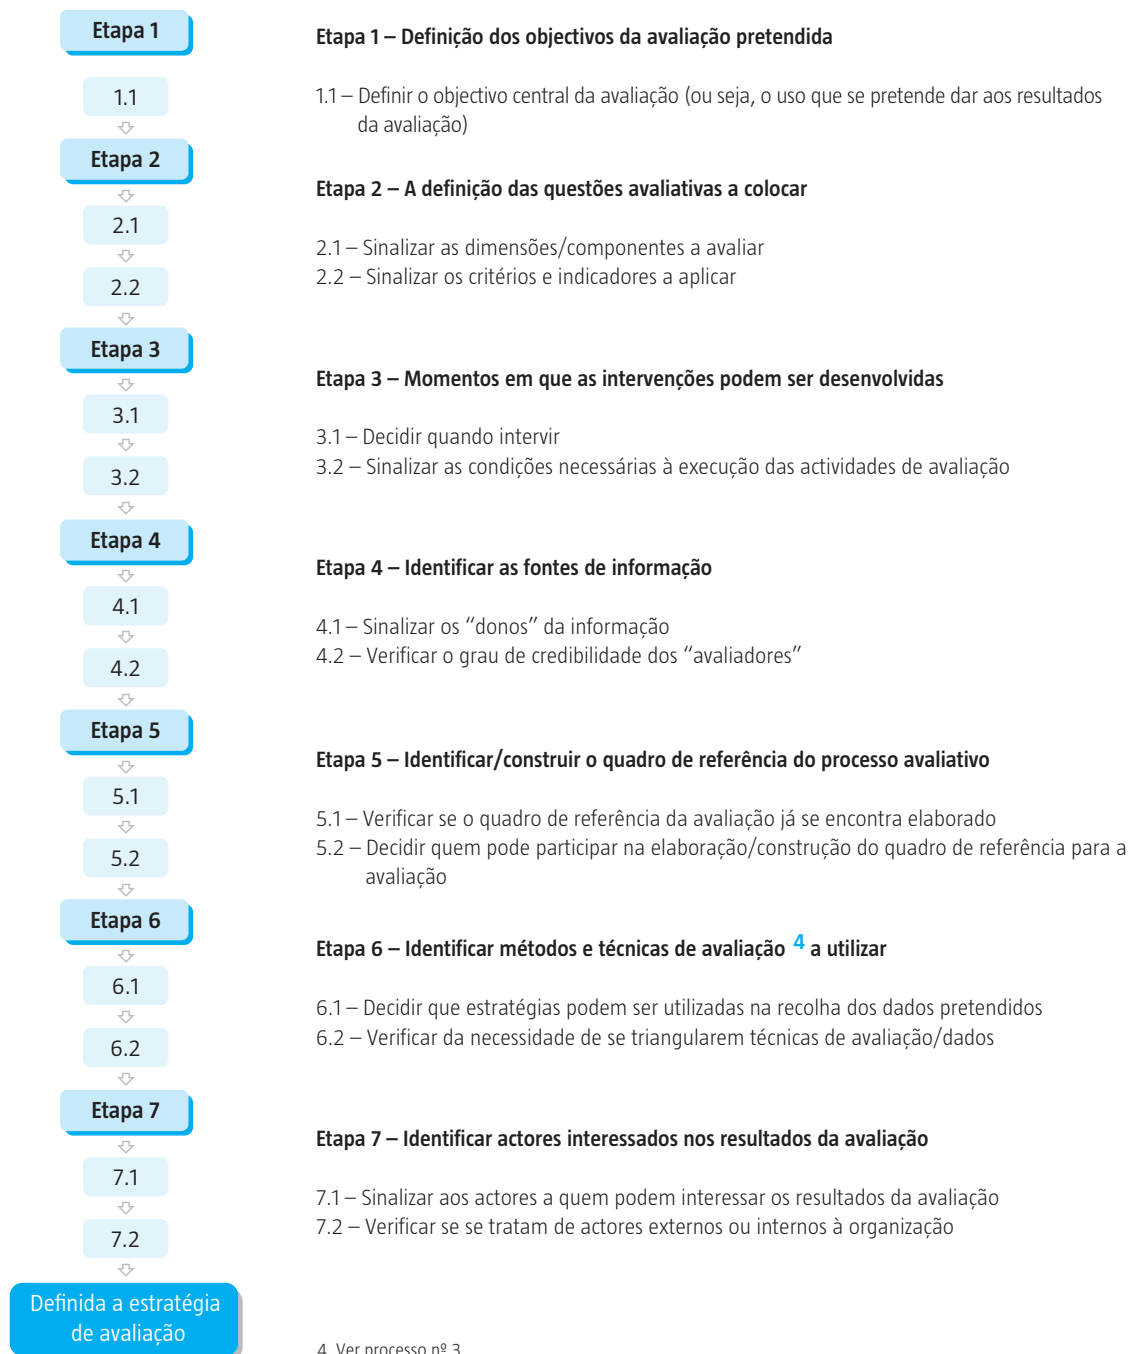 Etapa 1
1.1
Etapa 2
2.1
2.2
Etapa 3
3.1
3.2
Etapa 4
4.1
4.2
Etapa 5
5.1
5.2
Etapa 6
6.1
6.2
Etapa 7
7.1
7.2
Definida a estratégia
de avaliação
Etapa 1 – Definição dos objectivos da avaliação pretendida
1.1 – Definir o objectivo central da avaliação (ou seja, o uso que se pretende dar aos resultados
da avaliação)
Etapa 2 – A definição das questões avaliativas a colocar
2.1 – Sinalizar as dimensões/componentes a avaliar
2.2 – Sinalizar os critérios e indicadores a aplicar
Etapa 3 – Momentos em que as intervenções podem ser desenvolvidas
3.1 – Decidir quando intervir
3.2 – Sinalizar as condições necessárias à execução das actividades de avaliação
Etapa 4 – Identificar as fontes de informação
4.1 – Sinalizar os “donos” da informação
4.2 – Verificar o grau de credibilidade dos “avaliadores”
Etapa 5 – Identificar/construir o quadro de referência do processo avaliativo
5.1 – Verificar se o quadro de referência da avaliação já se encontra elaborado
5.2 – Decidir quem pode participar na elaboração/construção do quadro de referência para a
avaliação
Etapa 6 – Identificar métodos e técnicas de avaliação 4 a utilizar
6.1 – Decidir que estratégias podem ser utilizadas na recolha dos dados pretendidos
6.2 – Verificar da necessidade de se triangularem técnicas de avaliação/dados
Etapa 7 – Identificar actores interessados nos resultados da avaliação
7.1 – Sinalizar aos actores a quem podem interessar os resultados da avaliação
7.2 – Verificar se se tratam de actores externos ou internos à organização
4 Ver processo nº 3